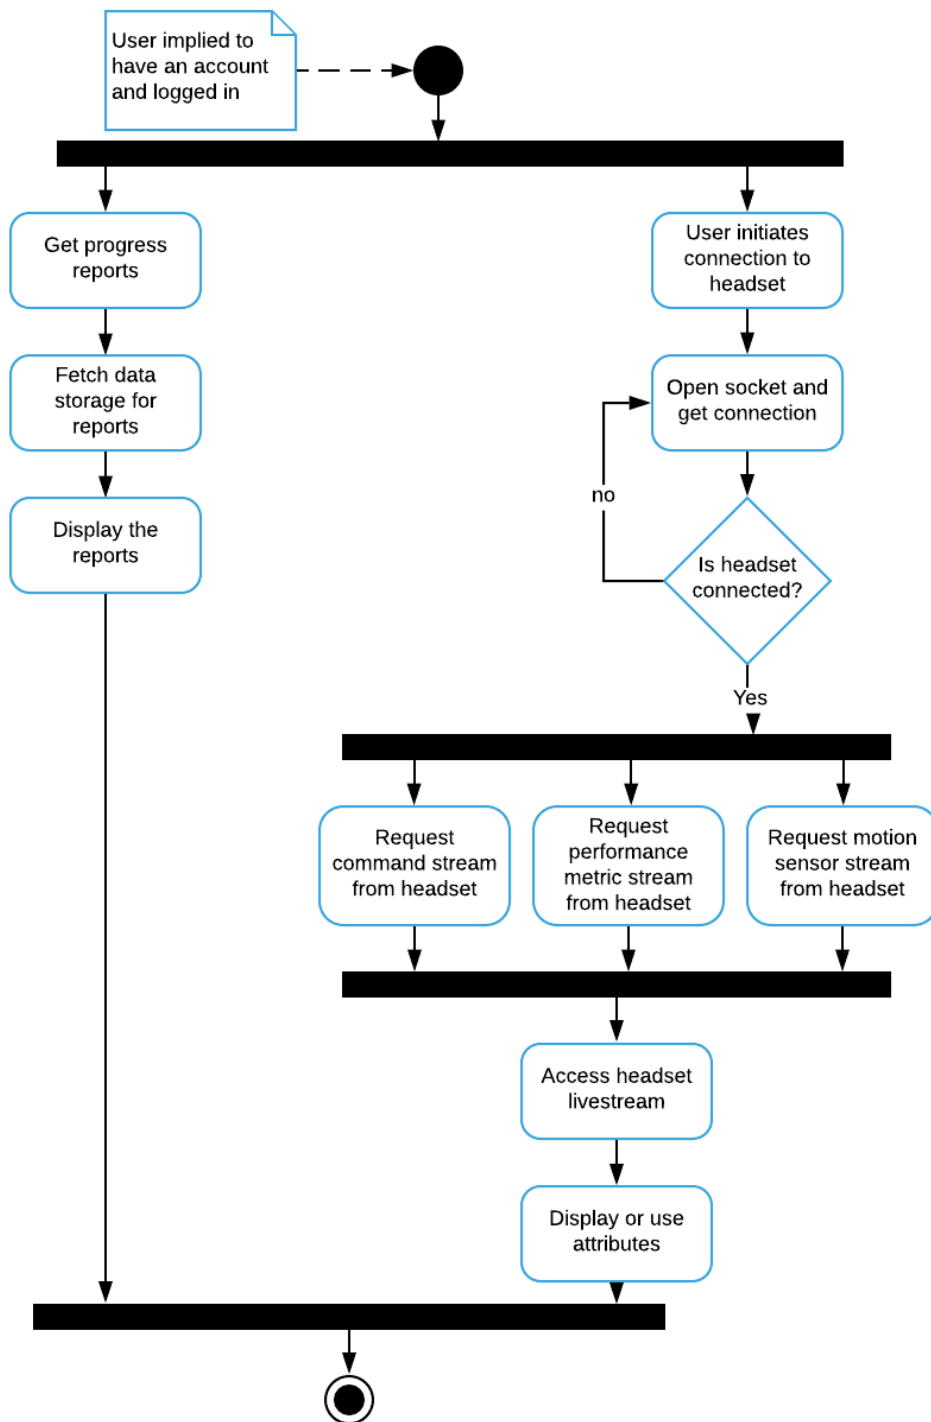 User implied to
have an account
and logged in
Get progress
reports
User initiates
connection to
headset
Fetch data
storage for
reports
Open socket and
get connection
no
Display the
reports
Is headset
connected?
Yes
Request
command stream
from headset
Request
performance
metric stream
from headset
Request motion
sensor stream
from headset
Access headset
livestream
Display or use
attributes